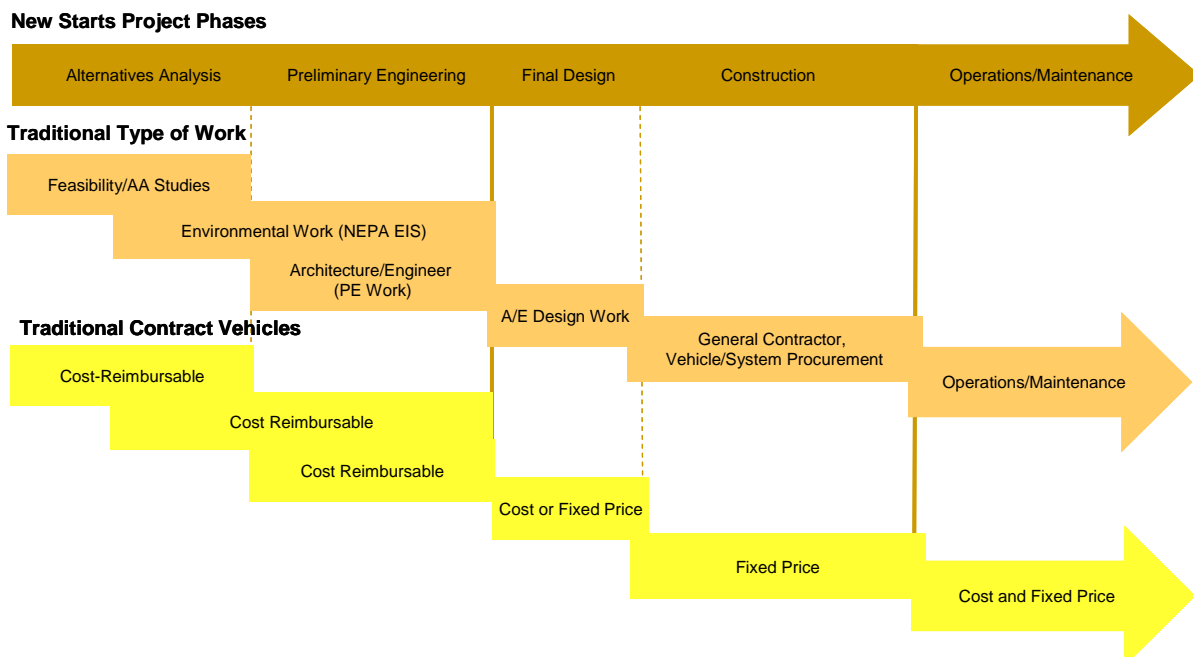 New Starts Project Phases
Alternatives Analysis
Preliminary Engineering
Final Design
Construction
Operations/Maintenance
Traditional Type of Work
Feasibility/AA Studies
Environmental Work (NEPA EIS)
Architecture/Engineer
(PE Work)
A/E Design Work
General Contractor,
Vehicle/System Procurement
Operations/Maintenance
Traditional Contract Vehicles
Cost-Reimbursable
Cost Reimbursable
Cost Reimbursable
Cost or Fixed Price
Fixed Price
Cost and Fixed Price